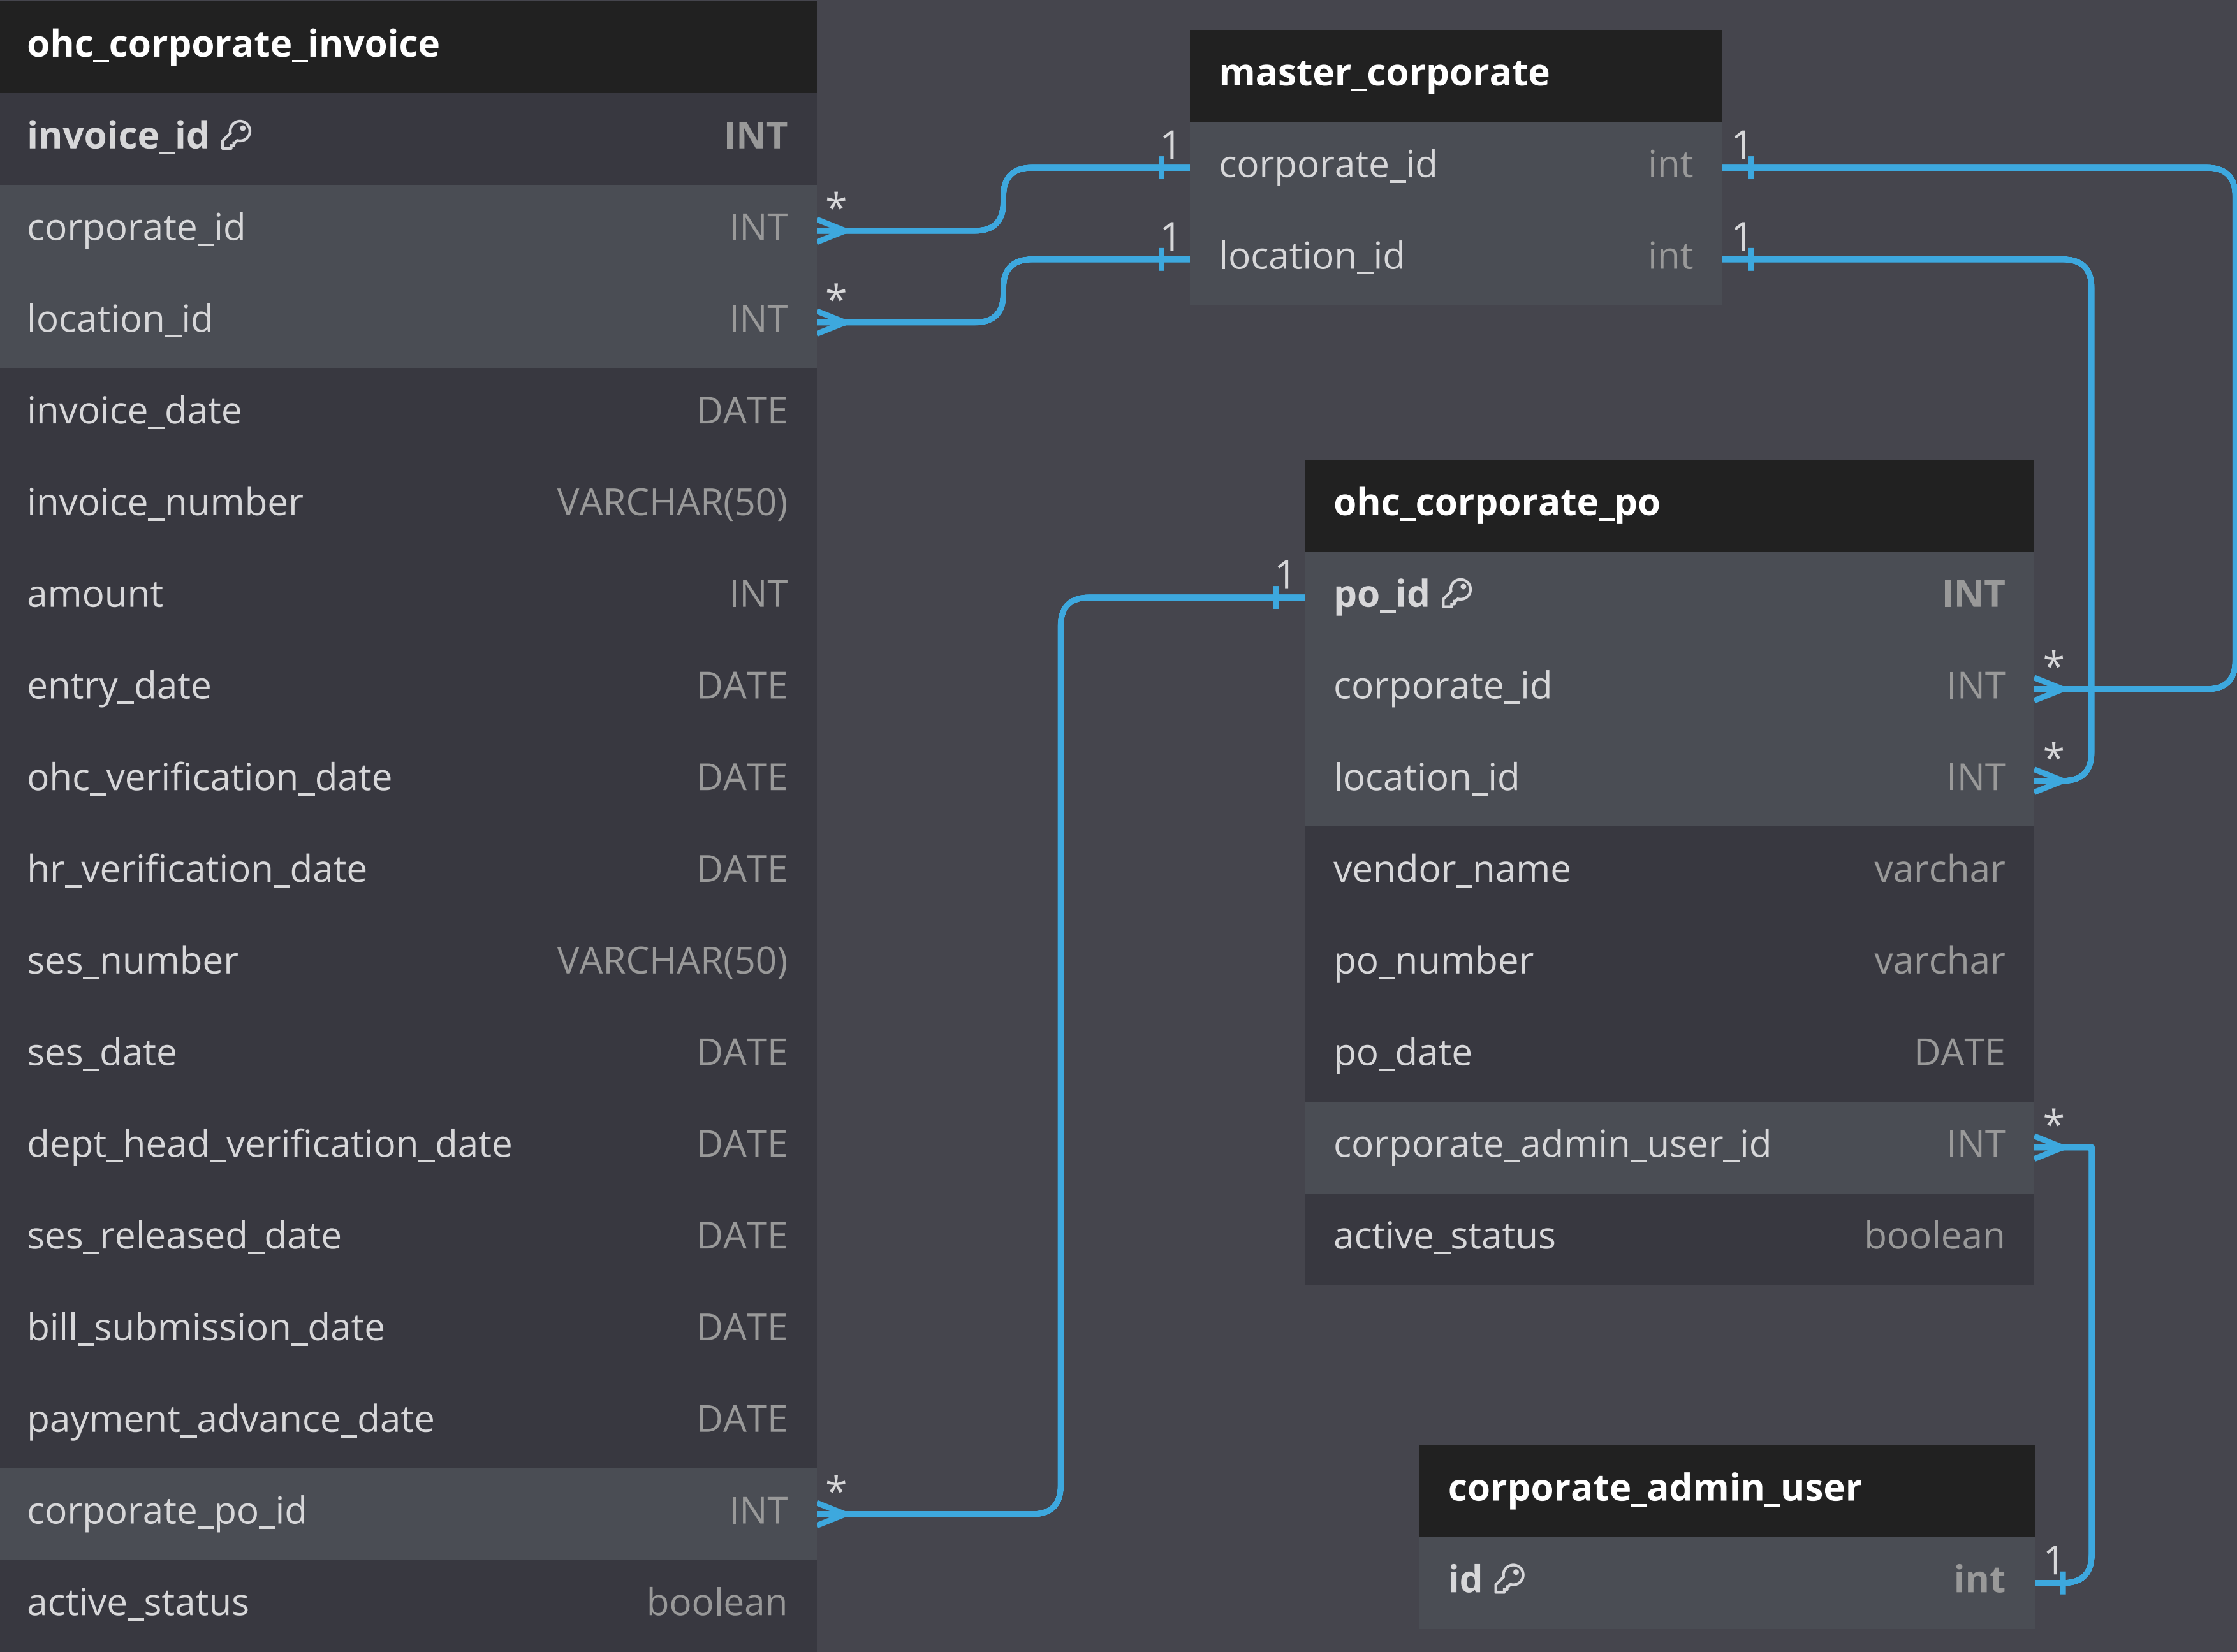 ohc_corporate_invoice
invoice_id INT
corporate_id INT
location_id INT
invoice_date DATE
invoice_number VARCHAR(50)
amount INT
entry_date DATE
ohc_verification_date DATE
hr_verification_date DATE
ses_number VARCHAR(50)
ses_date DATE
dept_head_verification_date DATE
ses_released_date DATE
bill_submission_date DATE
payment_advance_date DATE
corporate_po_id INT
active_status boolean
*
*
*
master_corporate
1 corporate_id int 1
1 location_id int 1
ohc_corporate_po
1 po_id INT
corporate_id INT *
location_id INT *
vendor_name varchar
po_number varchar
po_date DATE
corporate_admin_user_id INT *
active_status boolean
corporate_admin_user
id int 1